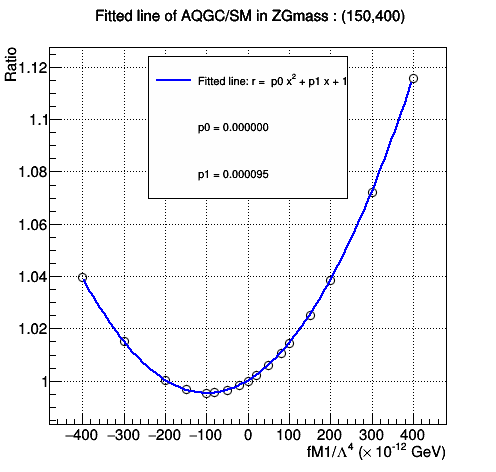 Fitted line of AQGC/SM in ZGmass : (150,400)
Ratio
1.12
1.1
1.08
1.06
1.04
1.02
1
Fitted line: r = p0 x² + p1 x + 1
p0 = 0.000000
p1 = 0.000095
−400 −300 −200 −100 0 100 200 300 400
fM1/Λ⁴ (× 10⁻¹² GeV)